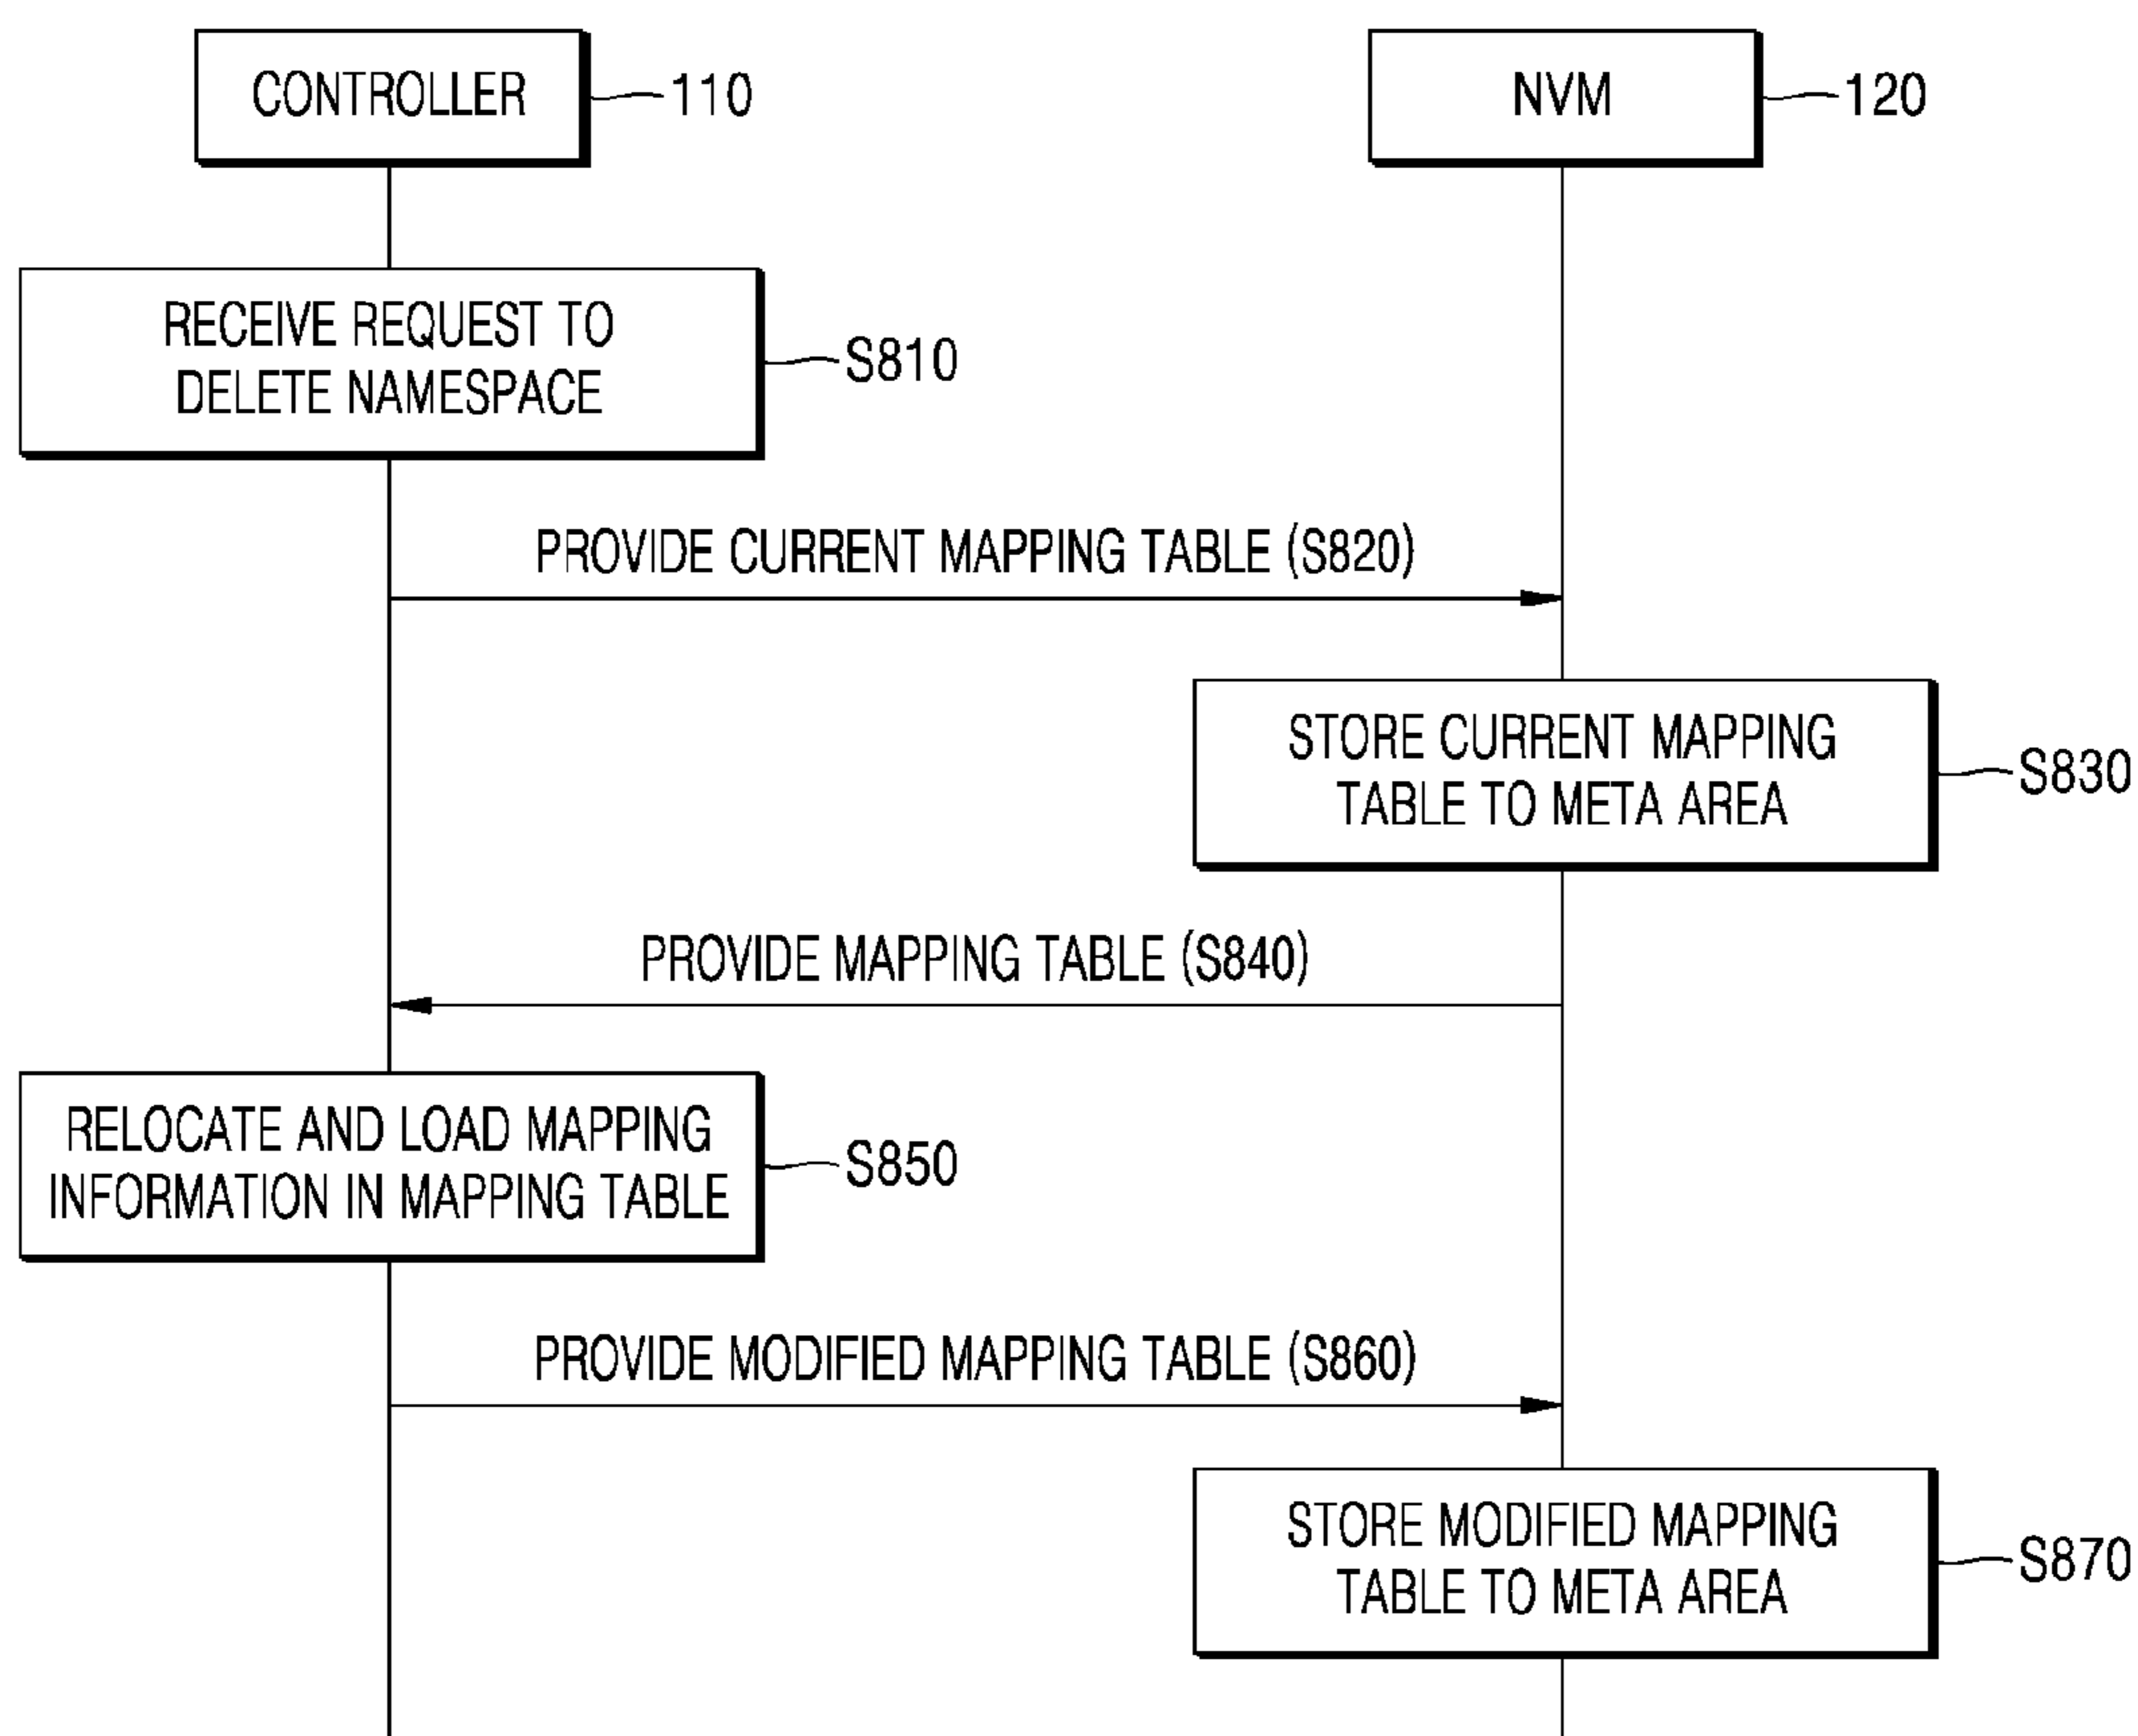 CONTROLLER
110
NVM
120
RECEIVE REQUEST TO
DELETE NAMESPACE
S810
PROVIDE CURRENT MAPPING TABLE (S820)
STORE CURRENT MAPPING
TABLE TO META AREA
S830
PROVIDE MAPPING TABLE (S840)
RELOCATE AND LOAD MAPPING
INFORMATION IN MAPPING TABLE
S850
PROVIDE MODIFIED MAPPING TABLE (S860)
STORE MODIFIED MAPPING
TABLE TO META AREA
S870